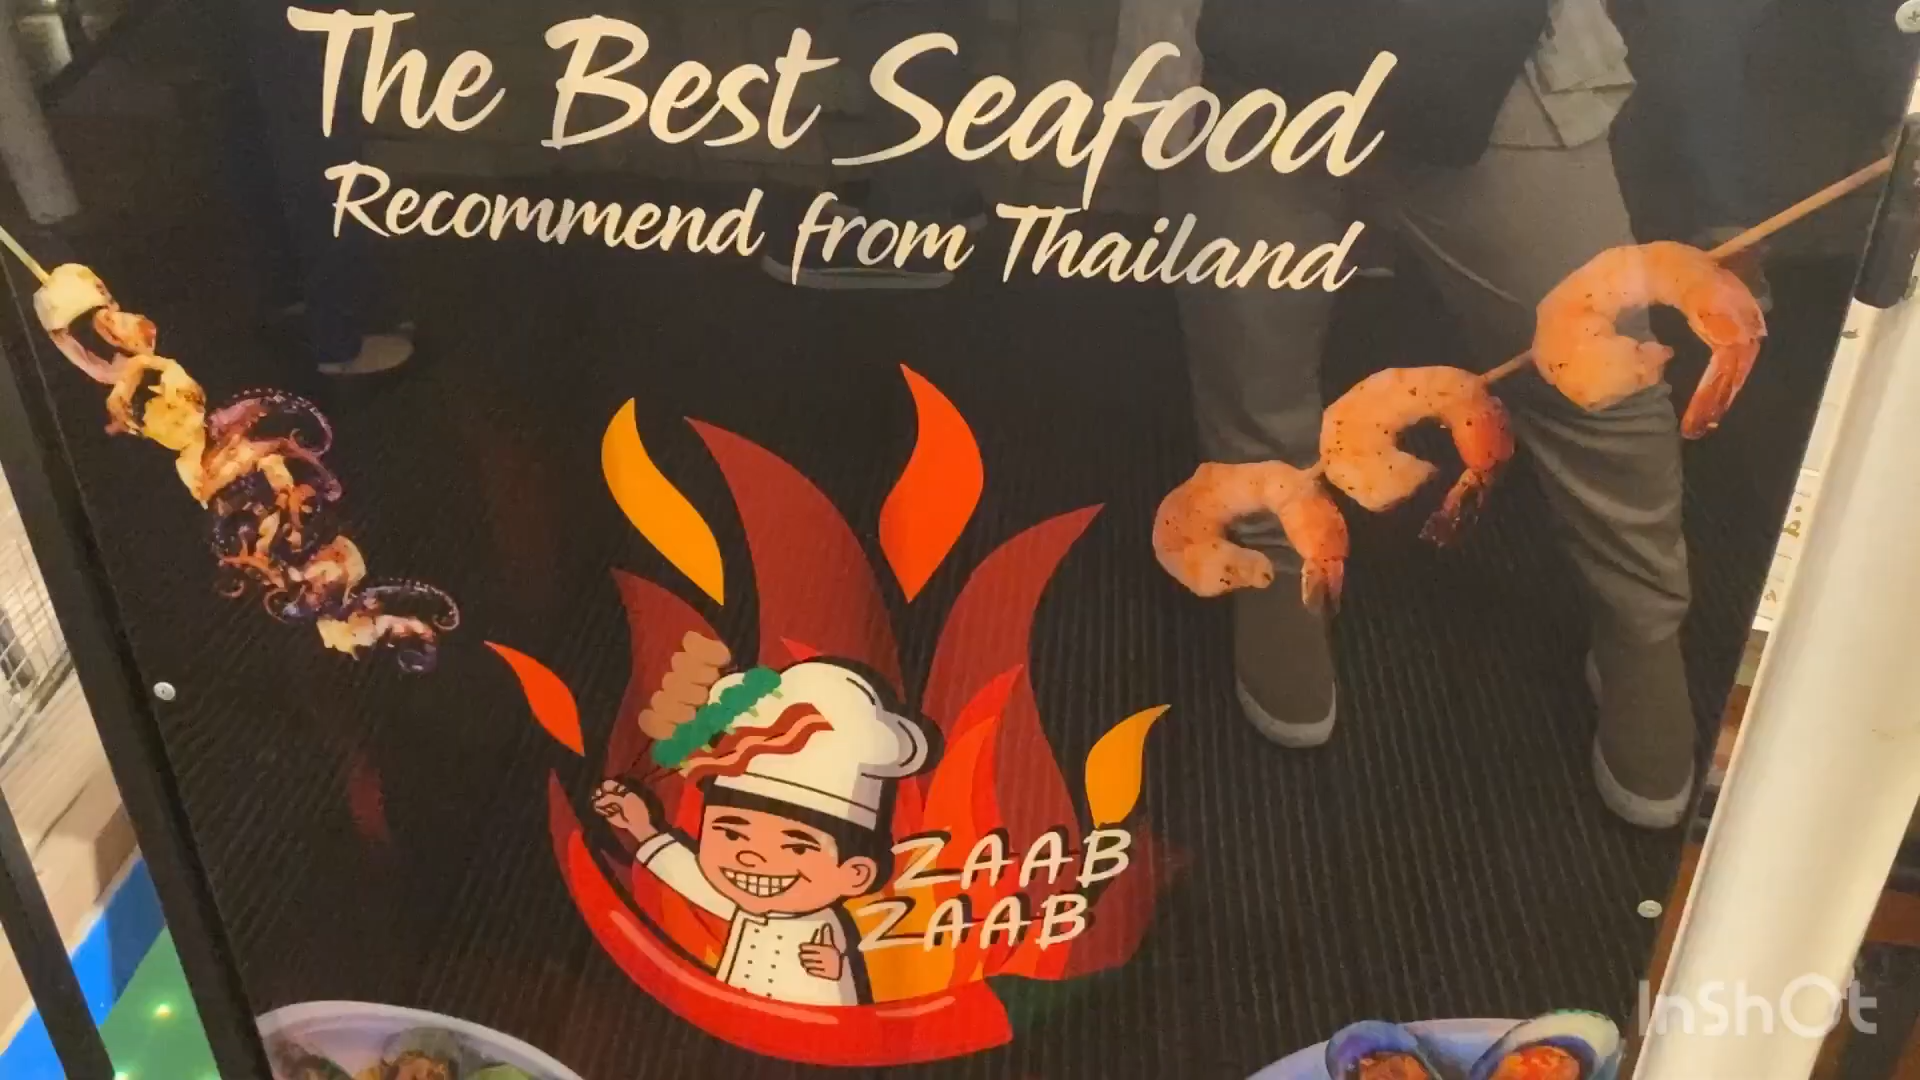 The Best Seafood
Recommend from Thailand
ZAAB
ZAAB
InShOt